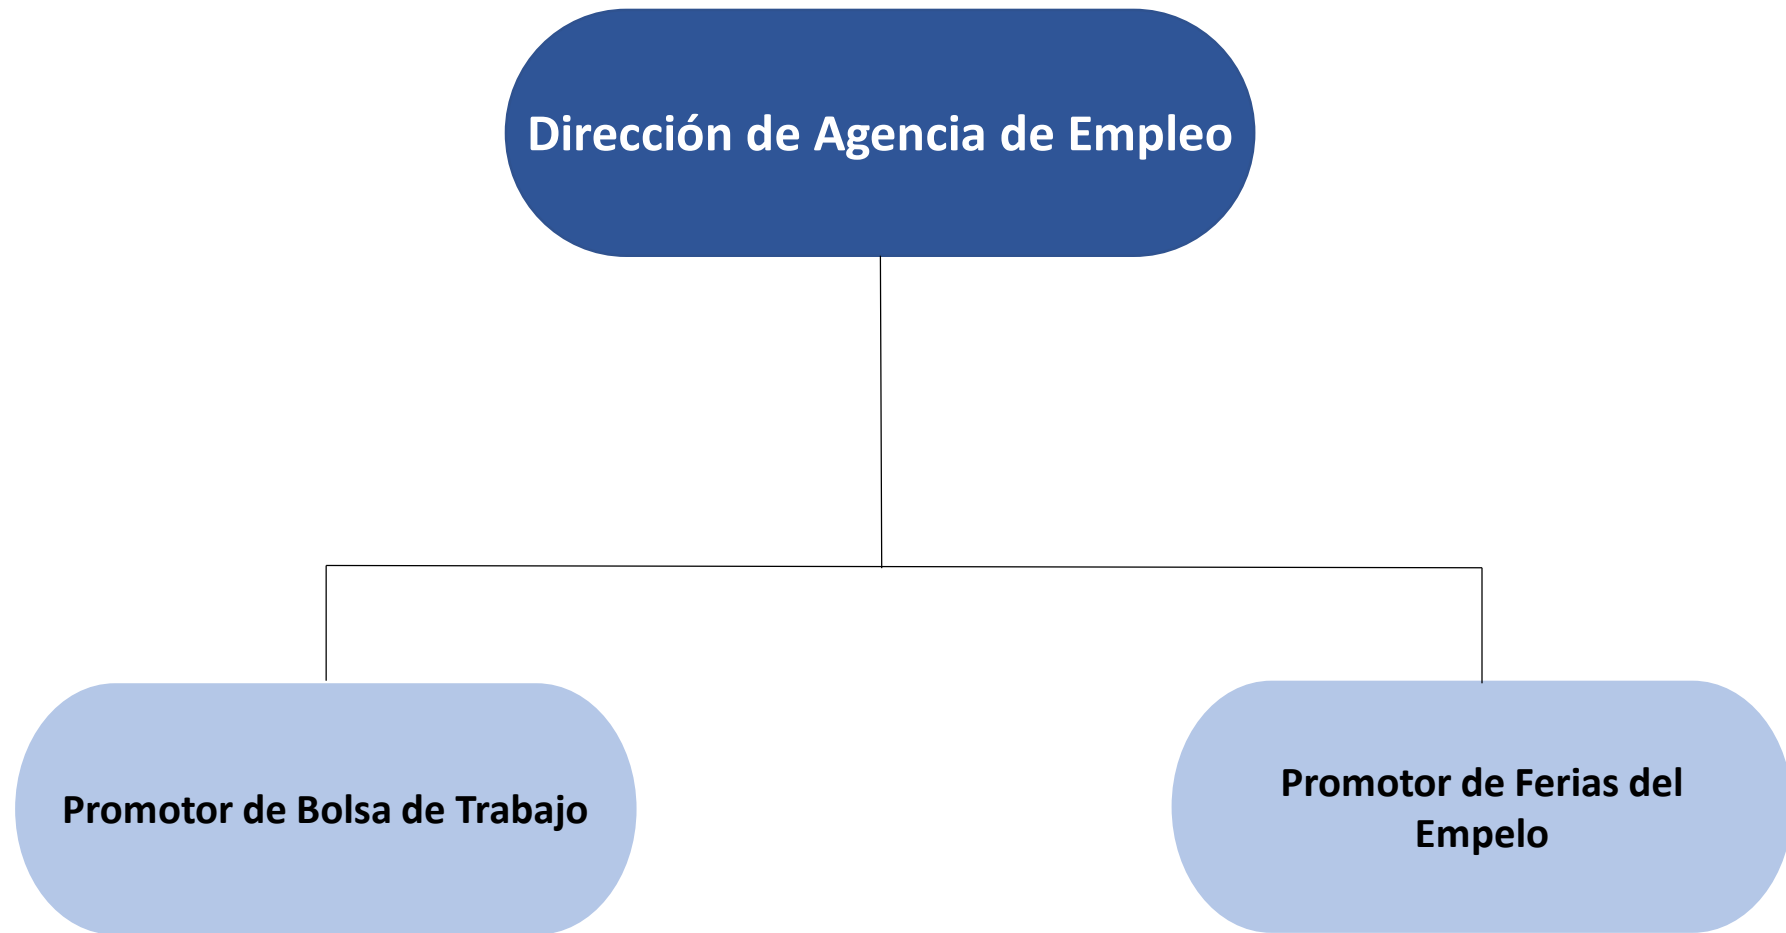 Dirección de Agencia de Empleo
Promotor de Bolsa de Trabajo
Promotor de Ferias del
Empelo